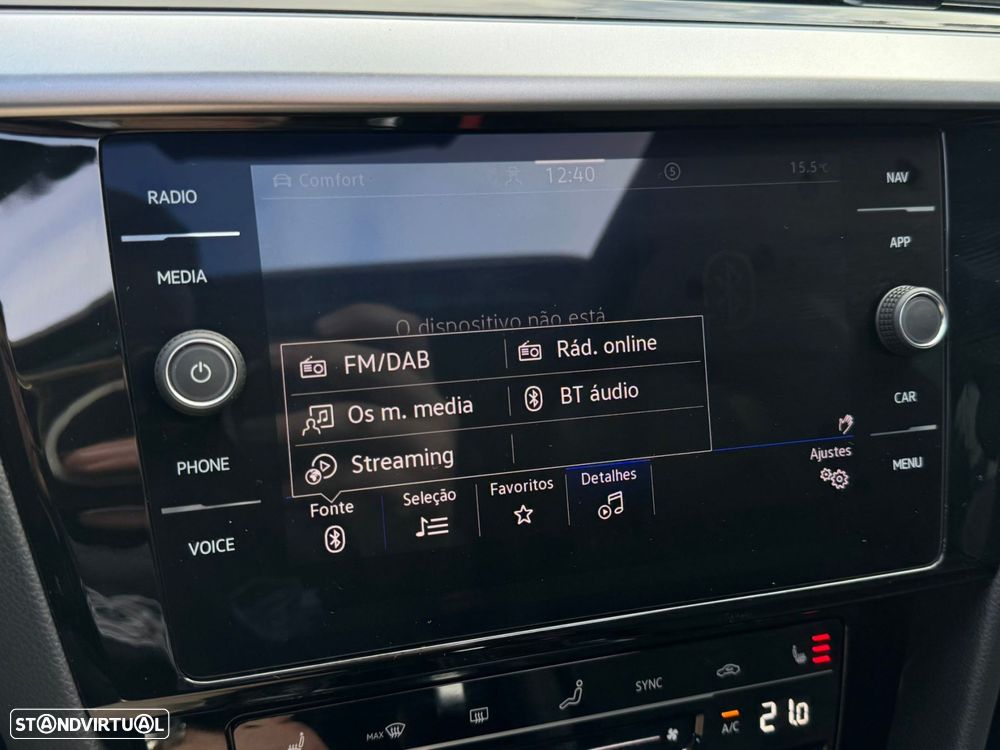 RADIO
MEDIA
PHONE
VOICE
Comfort
12:40
5
15.5°C
NAV
APP
CAR
MENU
O dispositivo não está
FM/DAB
Rád. online
Os m. media
BT áudio
Streaming
Fonte
Seleção
Favoritos
Detalhes
Ajustes
MAX
SYNC
A/C
21.0
STANDVIRTUAL